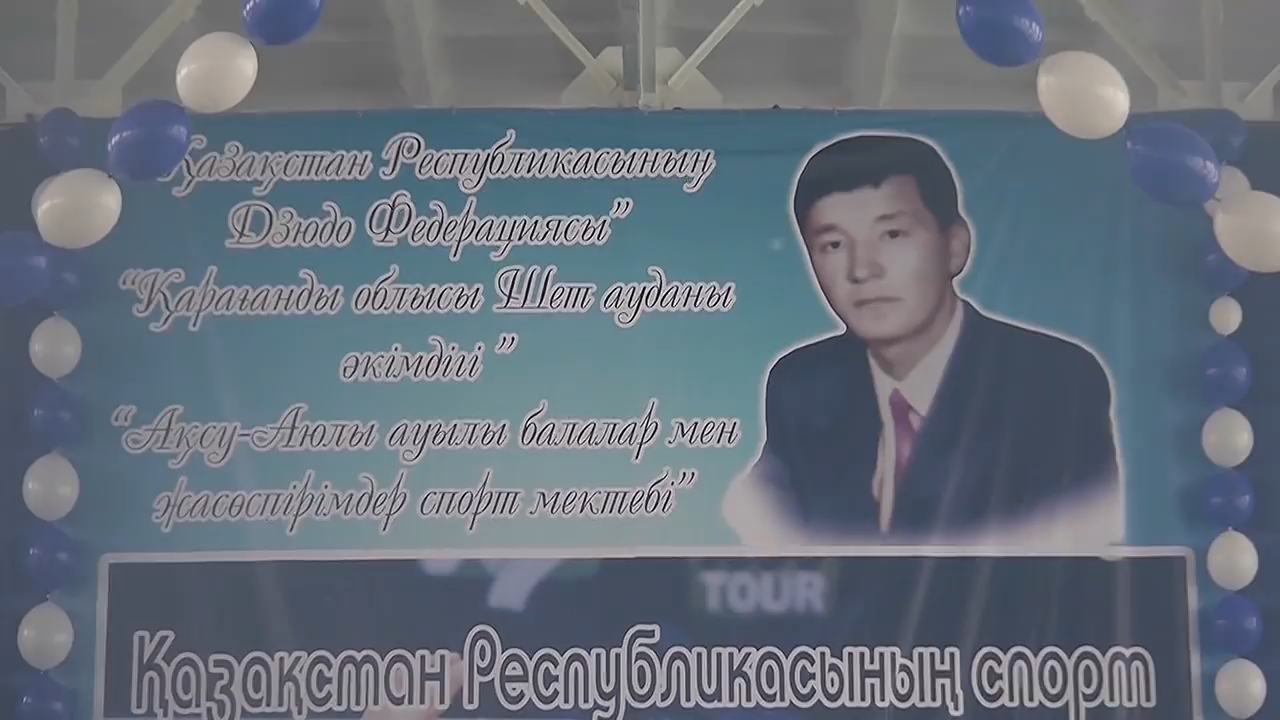 Қазақстан Республикасының
Дзюдо Федерациясы”
“Қарағанды облысы Шет ауданы
әкімдігі ”
“Ақсу-Аюлы ауылы балалар мен
жасөспірімдер спорт мектебі”
TOUR
Қазақстан Республикасының спорт